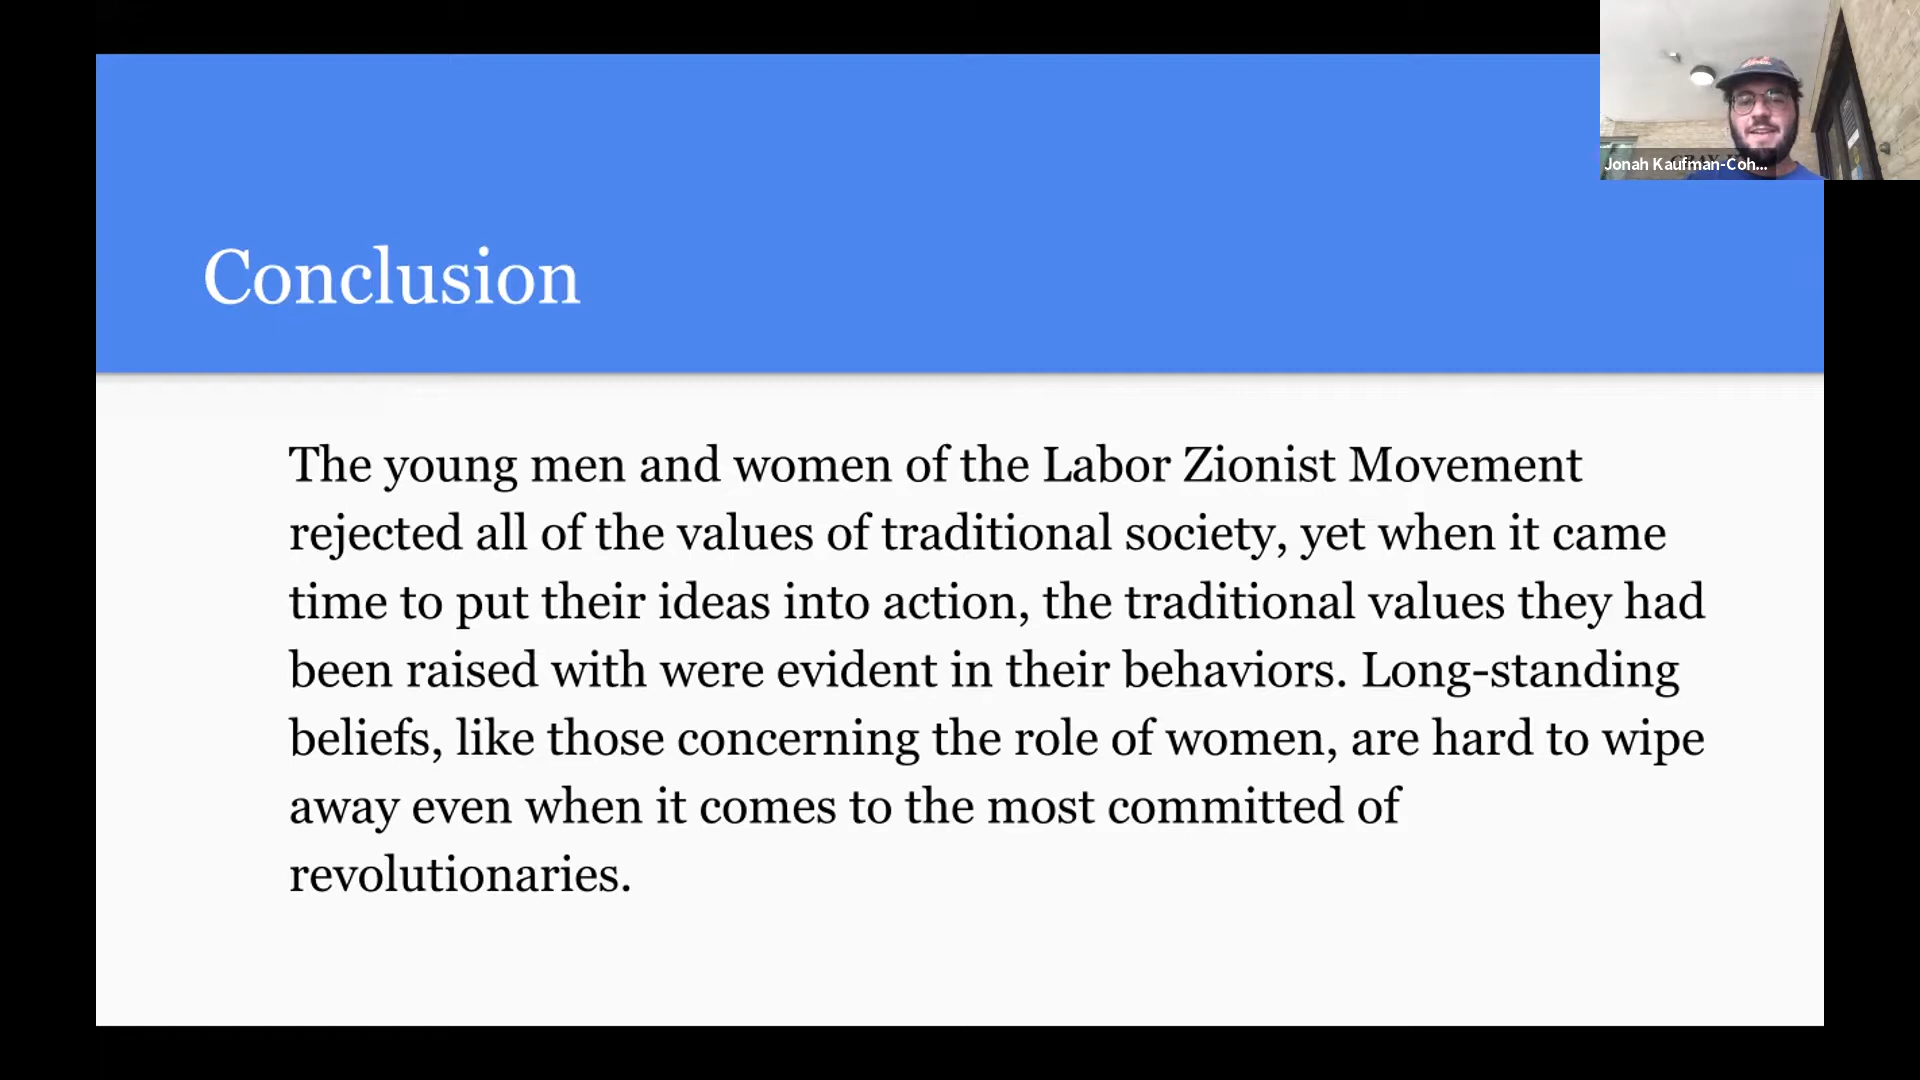 Jonah Kaufman-Coh...
Conclusion
The young men and women of the Labor Zionist Movement
rejected all of the values of traditional society, yet when it came
time to put their ideas into action, the traditional values they had
been raised with were evident in their behaviors. Long-standing
beliefs, like those concerning the role of women, are hard to wipe
away even when it comes to the most committed of
revolutionaries.